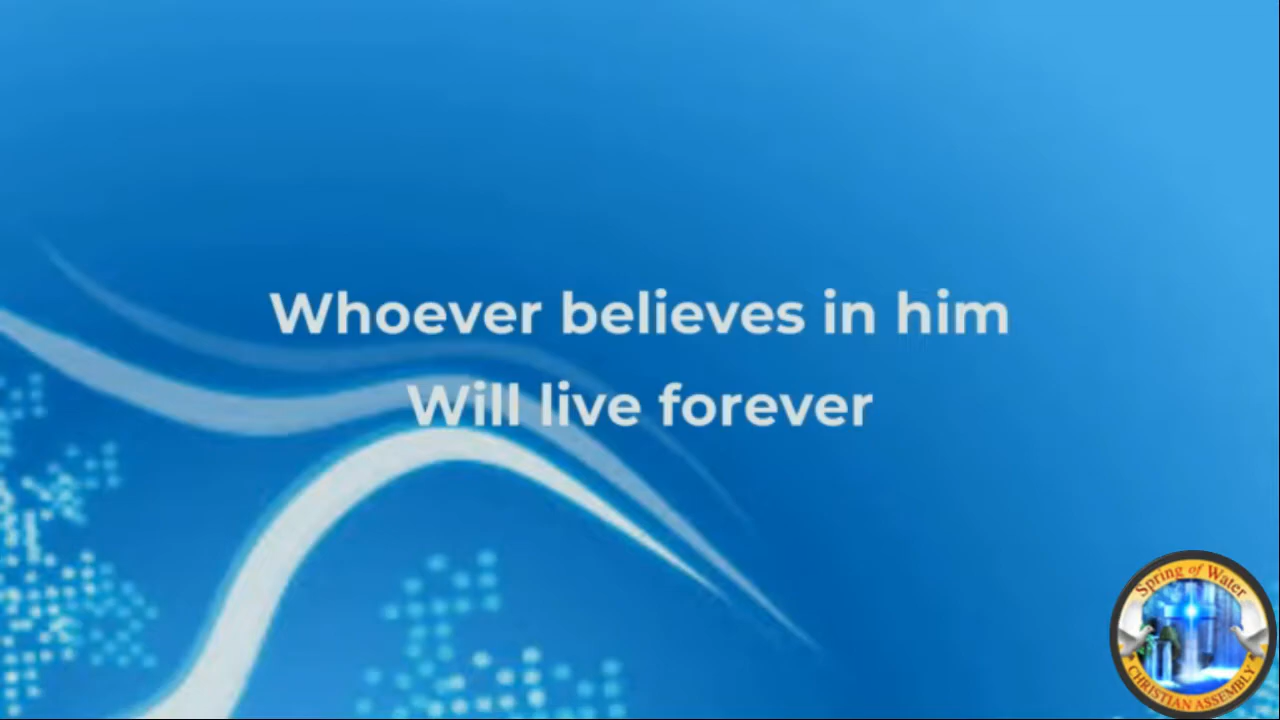 Whoever believes in him
Will live forever
Spring of Water
CHRISTIAN ASSEMBLY